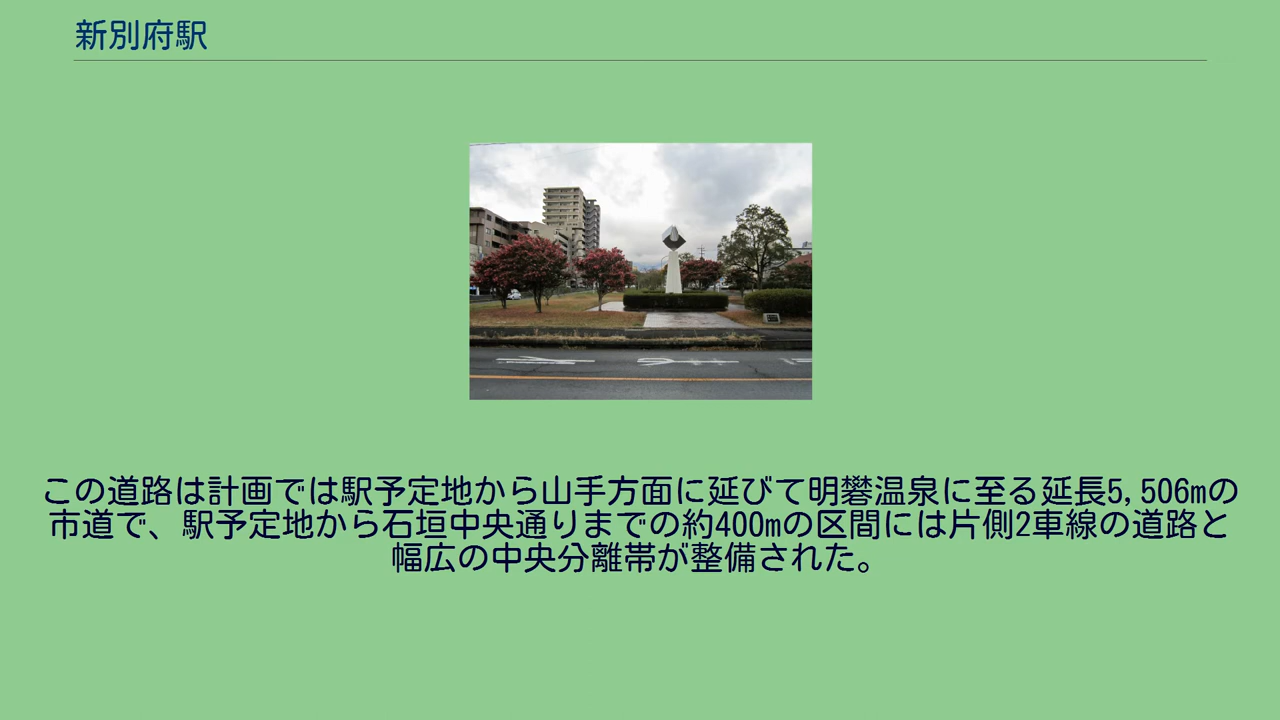 新別府駅
この道路は計画では駅予定地から山手方面に延びて明礬温泉に至る延長5,506mの
市道で、駅予定地から石垣中央通りまでの約400mの区間には片側2車線の道路と
幅広の中央分離帯が整備された。